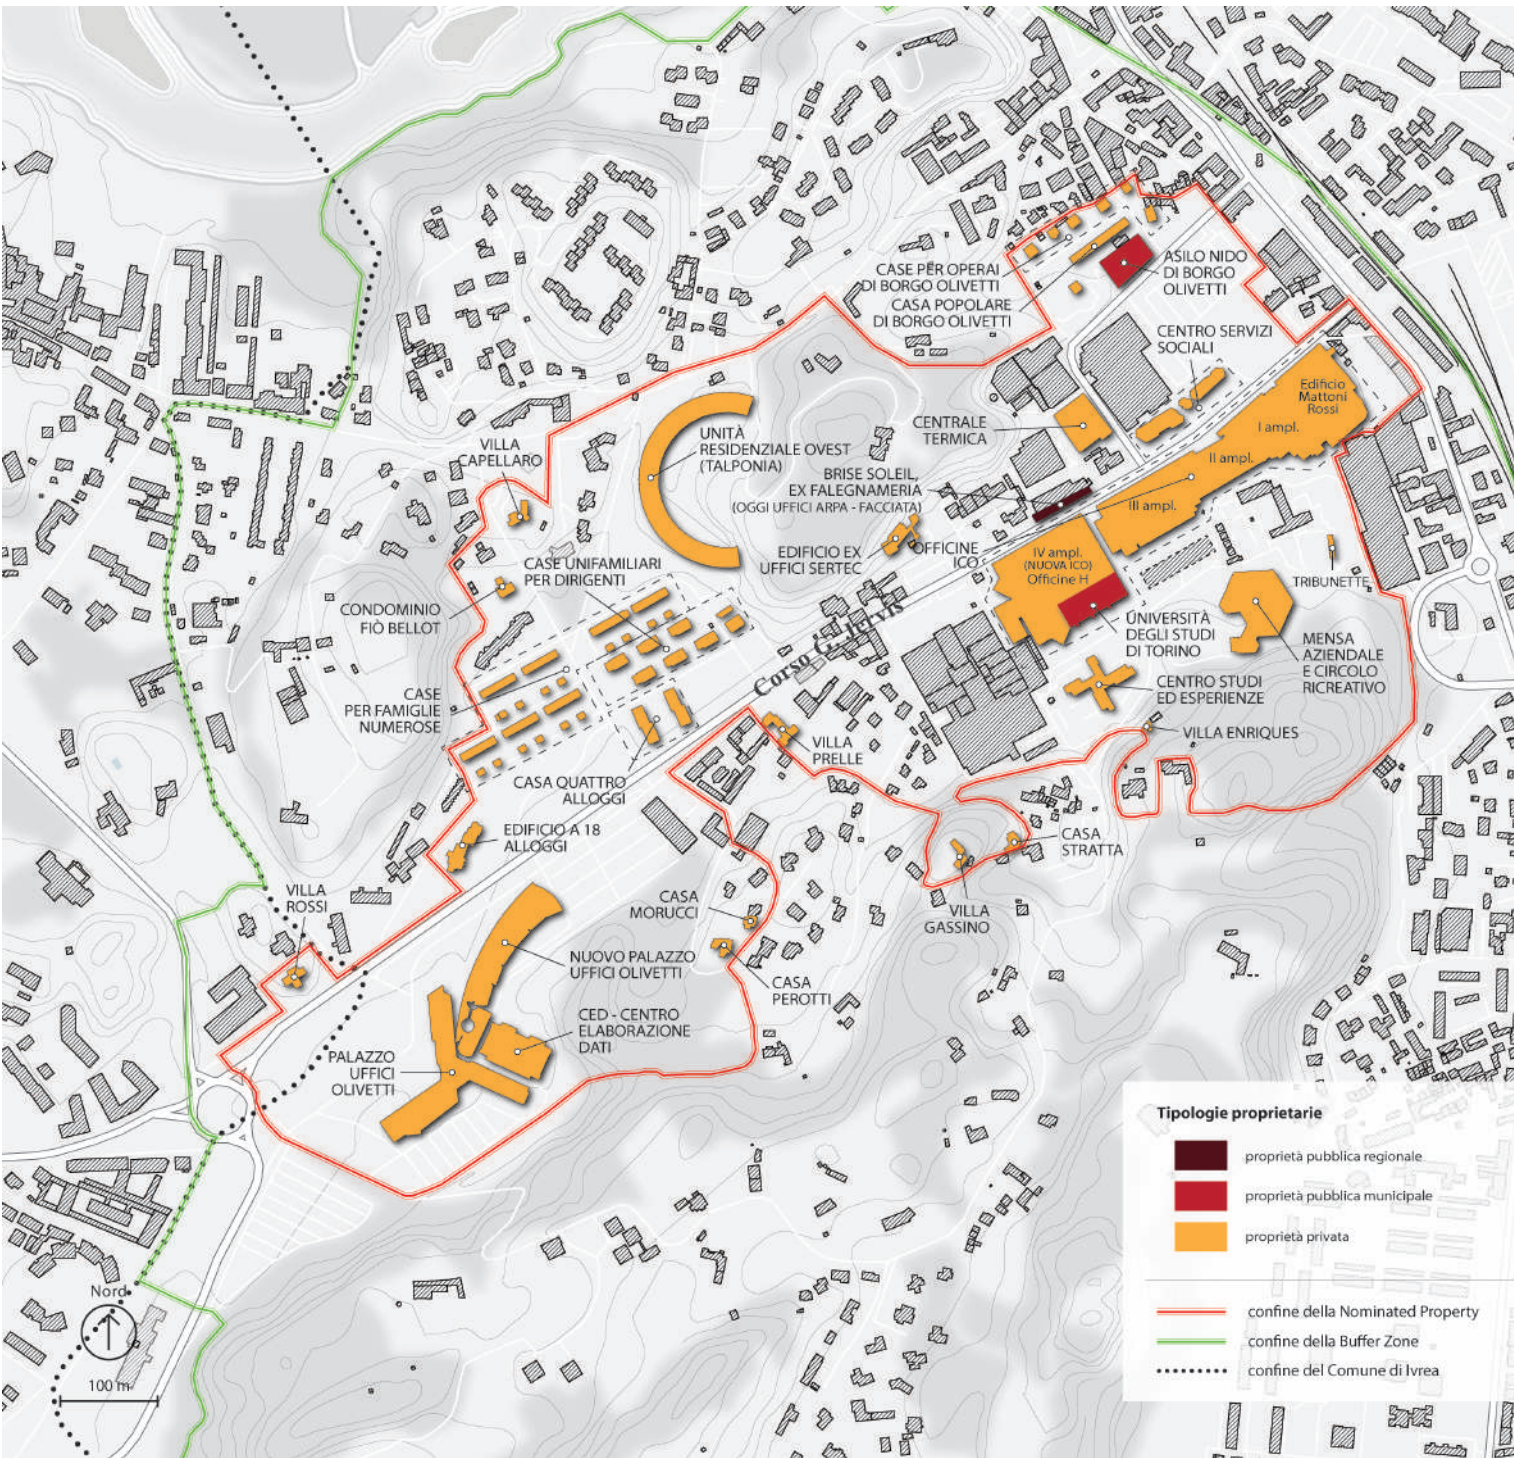 CASE PER OPERAI
DI BORGO OLIVETTI
CASA POPOLARE
DI BORGO OLIVETTI
ASILO NIDO
DI BORGO
OLIVETTI
CENTRO SERVIZI
SOCIALI
Edificio
Mattoni
Rossi
I ampl.
II ampl.
III ampl.
CENTRALE
TERMICA
UNITÀ
RESIDENZIALE OVEST
(TALPONIA)
VILLA
CAPELLARO
BRISE SOLEIL,
EX FALEGNAMERIA
(OGGI UFFICI ARPA - FACCIATA)
EDIFICIO EX
UFFICI SERTEC
OFFICINE
ICO
IV ampl.
(NUOVA ICO)
Officine H
TRIBUNETTE
CASE UNIFAMILIARI
PER DIRIGENTI
CONDOMINIO
FIÒ BELLOT
UNIVERSITÀ
DEGLI STUDI
DI TORINO
MENSA
AZIENDALE
E CIRCOLO
RICREATIVO
Corso G. Jervis
CENTRO STUDI
ED ESPERIENZE
CASE
PER FAMIGLIE
NUMEROSE
VILLA ENRIQUES
VILLA
PRELLE
CASA QUATTRO
ALLOGGI
EDIFICIO A 18
ALLOGGI
CASA
STRATTA
VILLA
GASSINO
VILLA
ROSSI
CASA
MORUCCI
NUOVO PALAZZO
UFFICI OLIVETTI
CASA
PEROTTI
CED - CENTRO
ELABORAZIONE
DATI
PALAZZO
UFFICI
OLIVETTI
Tipologie proprietarie
proprietà pubblica regionale
proprietà pubblica municipale
proprietà privata
confine della Nominated Property
confine della Buffer Zone
confine del Comune di Ivrea
Nord
100 m